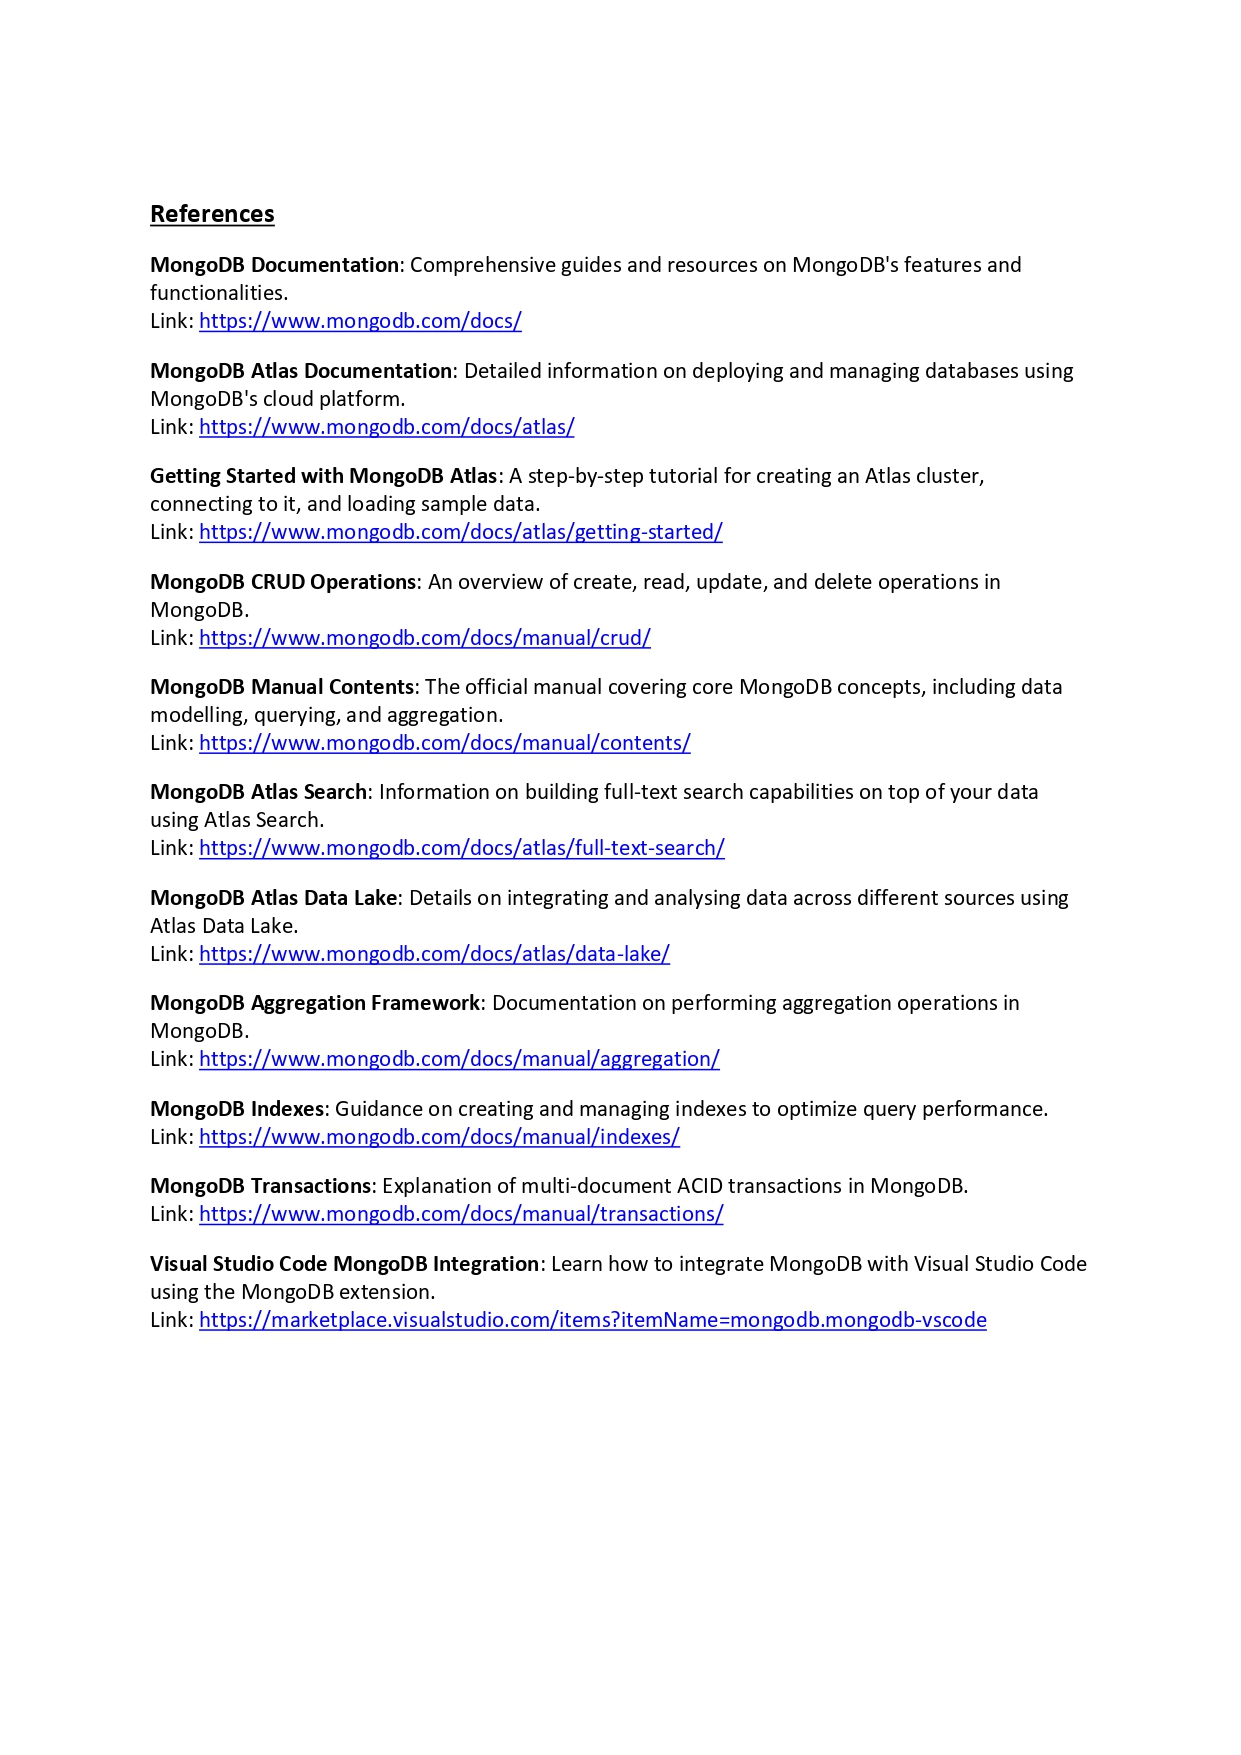 References
MongoDB Documentation: Comprehensive guides and resources on MongoDB's features and
functionalities.
Link: https://www.mongodb.com/docs/
MongoDB Atlas Documentation: Detailed information on deploying and managing databases using
MongoDB's cloud platform.
Link: https://www.mongodb.com/docs/atlas/
Getting Started with MongoDB Atlas: A step-by-step tutorial for creating an Atlas cluster,
connecting to it, and loading sample data.
Link: https://www.mongodb.com/docs/atlas/getting-started/
MongoDB CRUD Operations: An overview of create, read, update, and delete operations in
MongoDB.
Link: https://www.mongodb.com/docs/manual/crud/
MongoDB Manual Contents: The official manual covering core MongoDB concepts, including data
modelling, querying, and aggregation.
Link: https://www.mongodb.com/docs/manual/contents/
MongoDB Atlas Search: Information on building full-text search capabilities on top of your data
using Atlas Search.
Link: https://www.mongodb.com/docs/atlas/full-text-search/
MongoDB Atlas Data Lake: Details on integrating and analysing data across different sources using
Atlas Data Lake.
Link: https://www.mongodb.com/docs/atlas/data-lake/
MongoDB Aggregation Framework: Documentation on performing aggregation operations in
MongoDB.
Link: https://www.mongodb.com/docs/manual/aggregation/
MongoDB Indexes: Guidance on creating and managing indexes to optimize query performance.
Link: https://www.mongodb.com/docs/manual/indexes/
MongoDB Transactions: Explanation of multi-document ACID transactions in MongoDB.
Link: https://www.mongodb.com/docs/manual/transactions/
Visual Studio Code MongoDB Integration: Learn how to integrate MongoDB with Visual Studio Code
using the MongoDB extension.
Link: https://marketplace.visualstudio.com/items?itemName=mongodb.mongodb-vscode